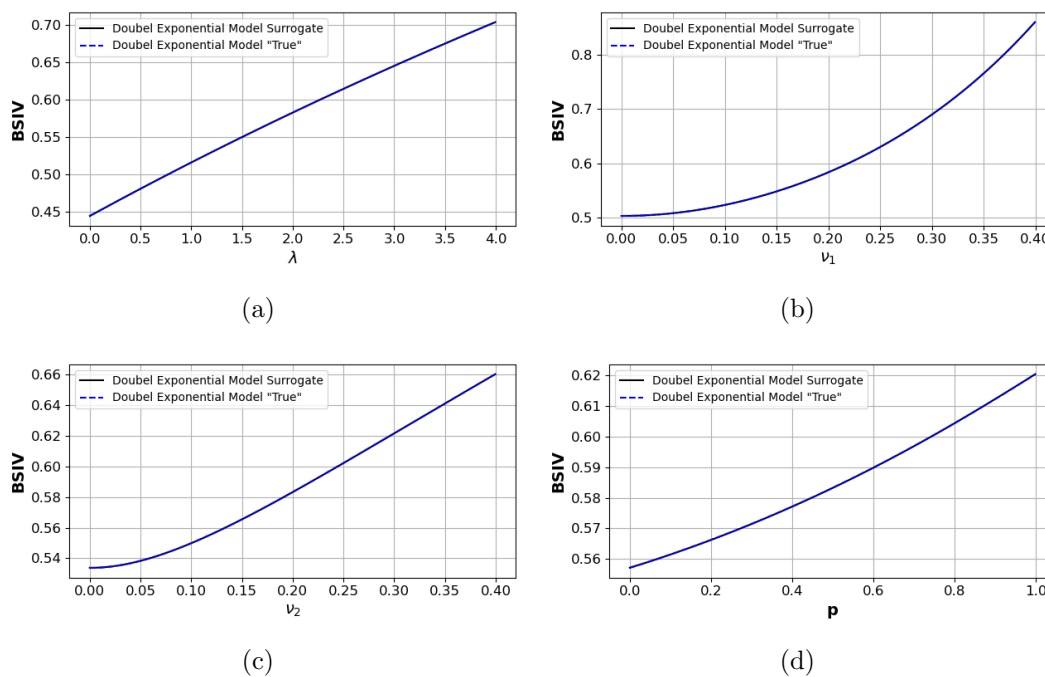 Doubel Exponential Model Surrogate
Doubel Exponential Model "True"
BSIV
0.70
0.65
0.60
0.55
0.50
0.45
0.0 0.5 1.0 1.5 2.0 2.5 3.0 3.5 4.0
λ
(a)
Doubel Exponential Model Surrogate
Doubel Exponential Model "True"
BSIV
0.8
0.7
0.6
0.5
0.00 0.05 0.10 0.15 0.20 0.25 0.30 0.35 0.40
ν1
(b)
Doubel Exponential Model Surrogate
Doubel Exponential Model "True"
BSIV
0.66
0.64
0.62
0.60
0.58
0.56
0.54
0.00 0.05 0.10 0.15 0.20 0.25 0.30 0.35 0.40
ν2
(c)
Doubel Exponential Model Surrogate
Doubel Exponential Model "True"
BSIV
0.62
0.61
0.60
0.59
0.58
0.57
0.56
0.0 0.2 0.4 0.6 0.8 1.0
p
(d)